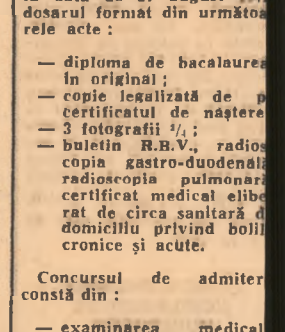 dosarul format din următoa
rele acte :
— diploma de bacalaurea
în original ;
— copie legalizată de p
certificatul de naștere
— 3 fotografii ³/₄ ;
— buletin R.B.V., radios
copia gastro-duodenală
radioscopia pulmonar
certificat medical elibe
rat de circa sanitară d
domiciliu privind bolil
cronice și acute.
Concursul de admiter
constă din :
— examinarea medical